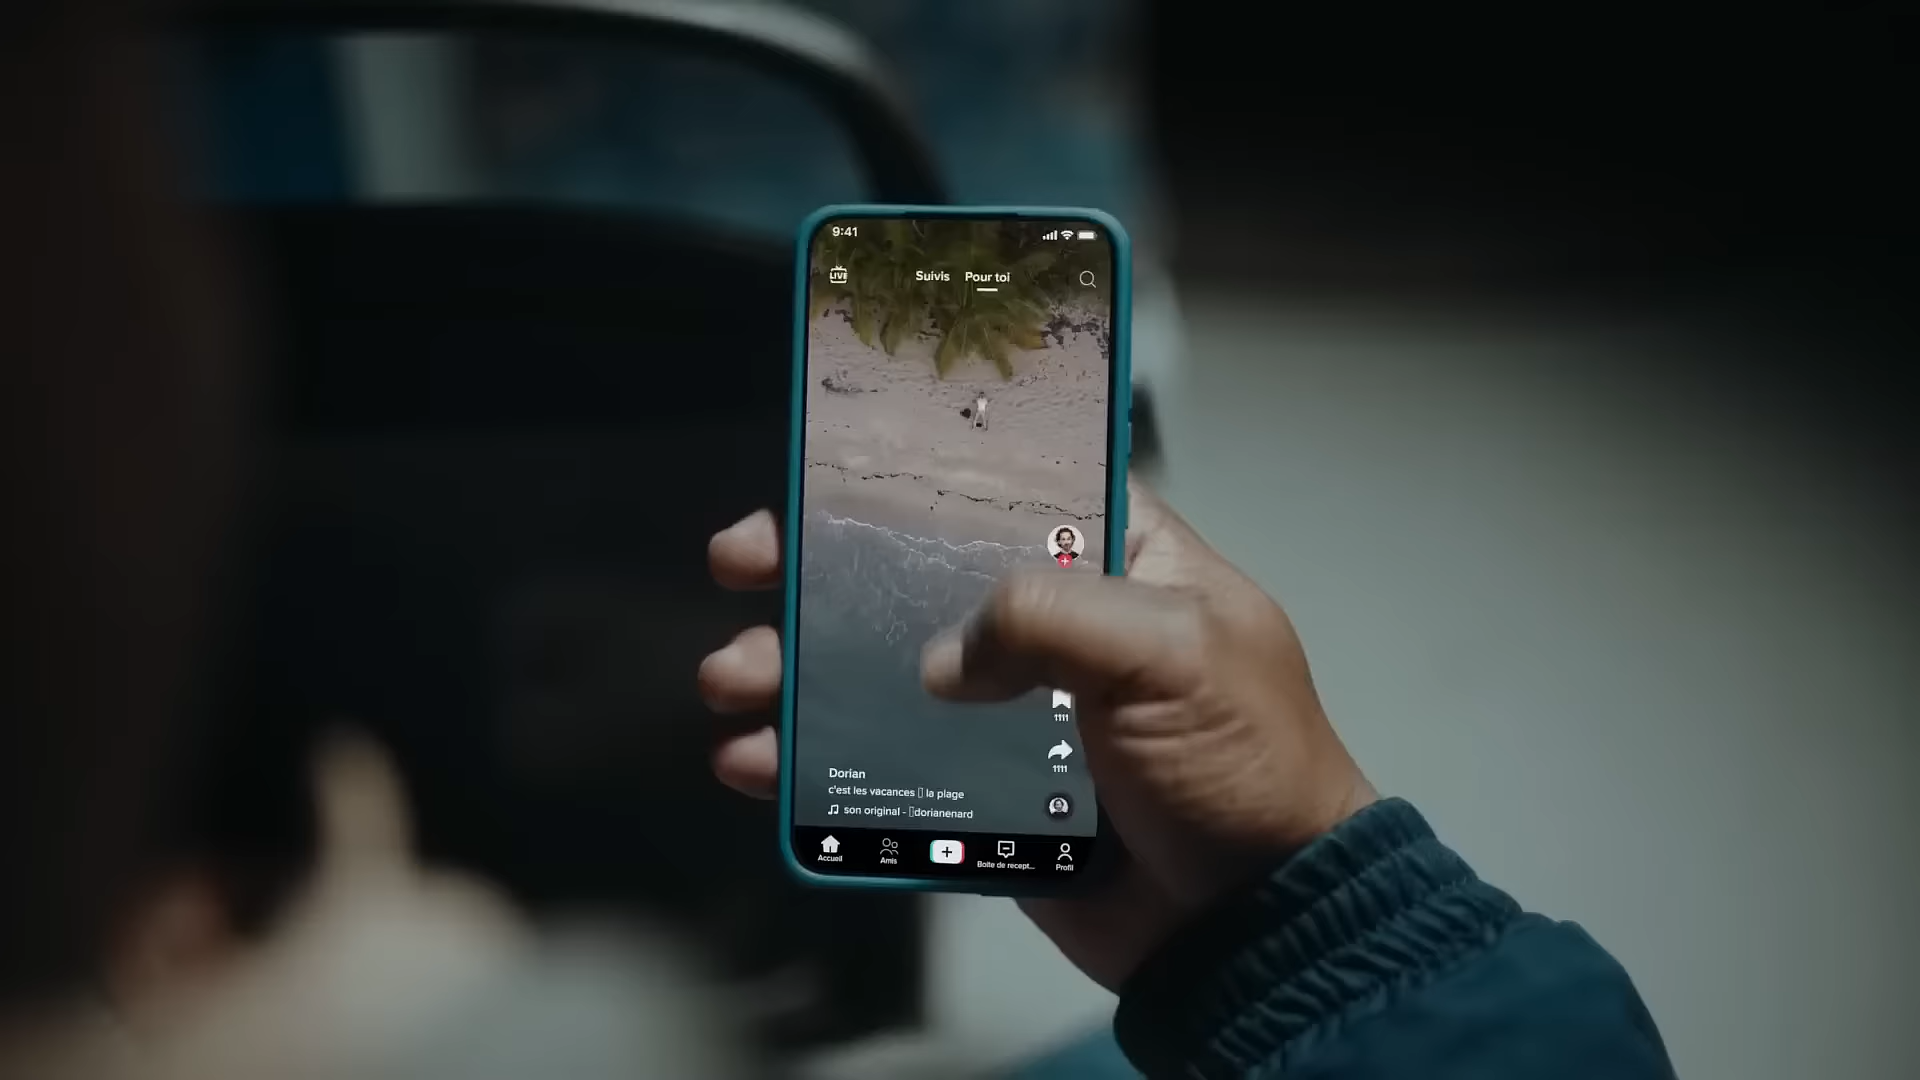 9:41
LIVE
Suivis Pour toi
1111
1111
Dorian
c'est les vacances ▯ la plage
son original - ▯dorianenard
Accueil
Amis
Boite de recept...
Profil